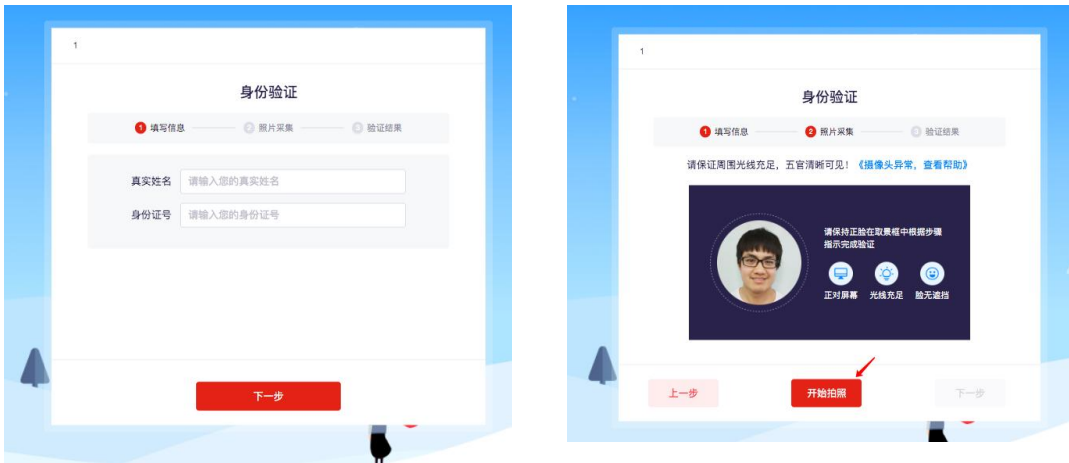 1
身份验证
1 填写信息 2 照片采集 3 验证结果
真实姓名 请输入您的真实姓名
身份证号 请输入您的身份证号
下一步
1
身份验证
1 填写信息 2 照片采集 3 验证结果
请保证周围光线充足，五官清晰可见！《摄像头异常，查看帮助》
请保持正脸在取景框中根据步骤
指示完成验证
正对屏幕 光线充足 脸无遮挡
上一步 开始拍照 下一步